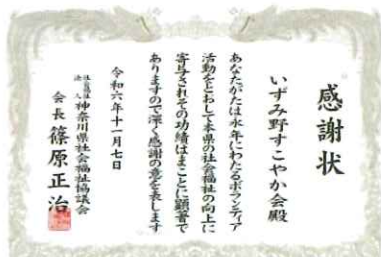 感謝状
いずみ野すこやか会殿
あなたがたは永年にわたるボランティア
活動をとおして本県の社会福祉の向上に
寄与されその功績はまことに顕著で
ありますので深く感謝の意を表します
令和六年十一月七日
社会福祉法人神奈川県社会福祉協議会
会長篠原正治